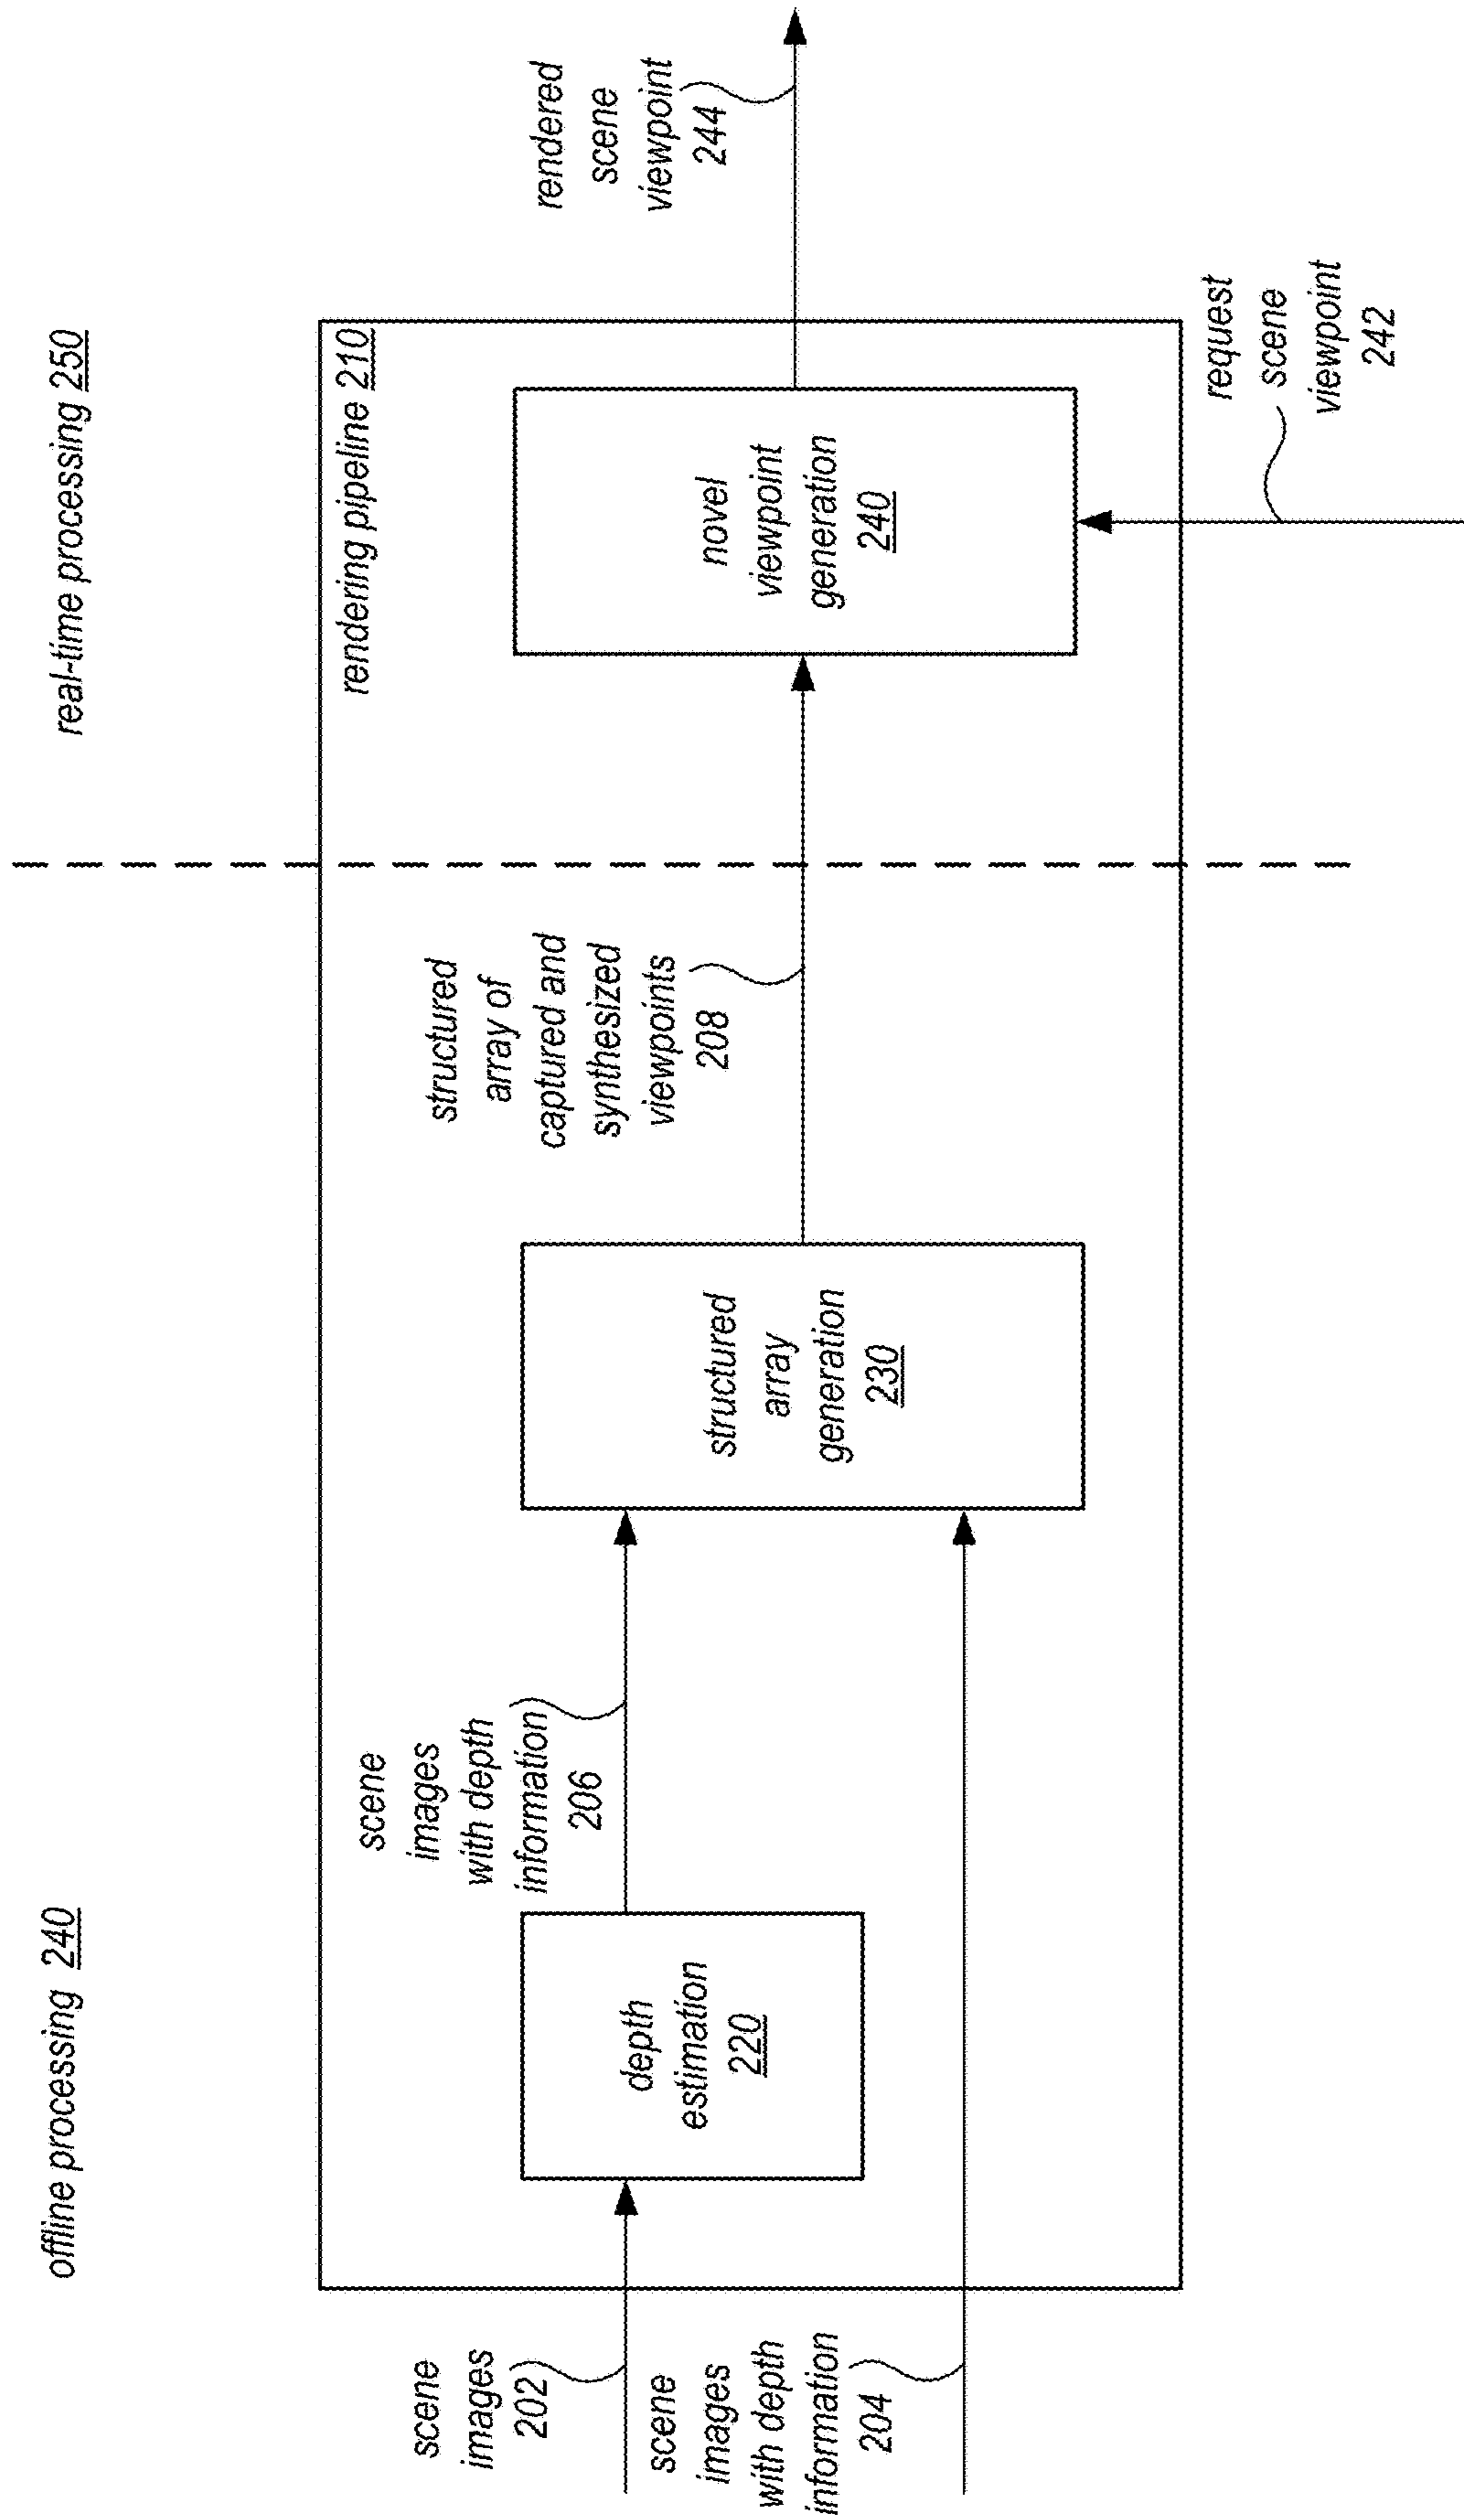 offline processing 240
real-time processing 250
rendering pipeline 210
scene
images
202
scene
images
with depth
information
204
depth
estimation
220
scene
images
with depth
information
206
structured
array
generation
230
structured
array of
captured and
synthesized
viewpoints
208
novel
viewpoint
generation
240
rendered
scene
viewpoint
244
request
scene
viewpoint
242